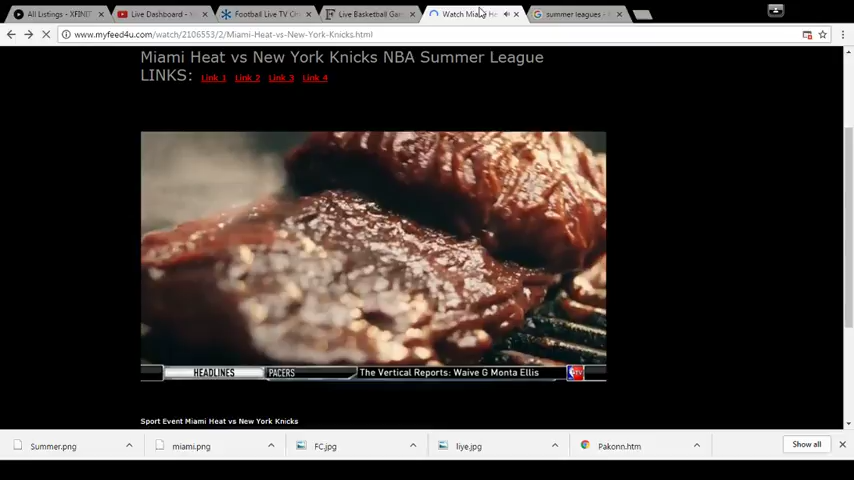 All Listings - XFINIT
Live Dashboard -
Football Live TV Ch
Live Basketball Gam
Watch Miami He
summer leagues -
www.myfeed4u.com/watch/2106553/2/Miami-Heat-vs-New-York-Knicks.html
Miami Heat vs New York Knicks NBA Summer League
LINKS: Link 1 Link 2 Link 3 Link 4
HEADLINES PACERS The Vertical Reports: Waive G Monta Ellis
Sport Event Miami Heat vs New York Knicks
Summer.png
miami.png
FC.jpg
liye.jpg
Pakonn.htm
Show all